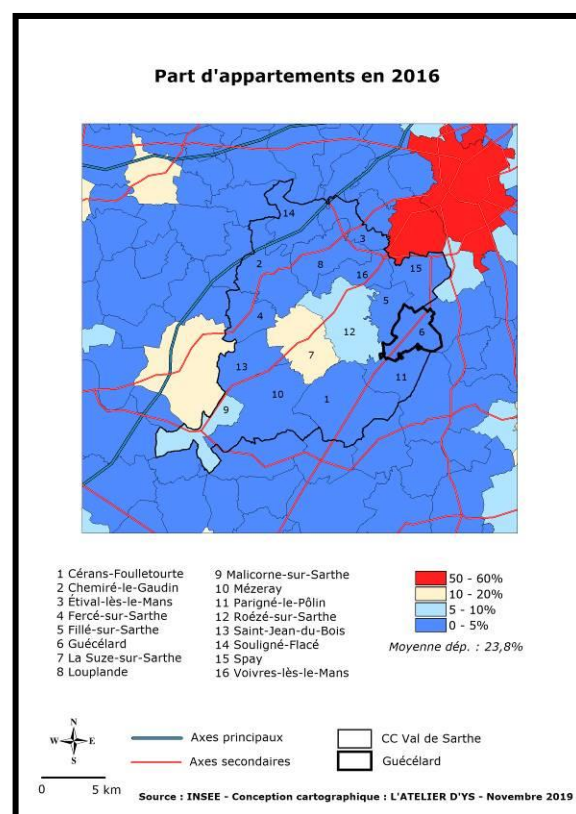 Part d'appartements en 2016
14
3
2
8
16
15
5
4
12
6
7
13
11
10
1
9
1 Cérans-Foulletourte
2 Chemiré-le-Gaudin
3 Étival-lès-le-Mans
4 Fercé-sur-Sarthe
5 Fillé-sur-Sarthe
6 Guécélard
7 La Suze-sur-Sarthe
8 Louplande
9 Malicorne-sur-Sarthe
10 Mézeray
11 Parigné-le-Pôlin
12 Roézé-sur-Sarthe
13 Saint-Jean-du-Bois
14 Souligné-Flacé
15 Spay
16 Voivres-lès-le-Mans
50 - 60%
10 - 20%
5 - 10%
0 - 5%
Moyenne dép. : 23,8%
N
W E
S
Axes principaux
Axes secondaires
CC Val de Sarthe
Guécélard
0 5 km
Source : INSEE - Conception cartographique : L'ATELIER D'YS - Novembre 2019